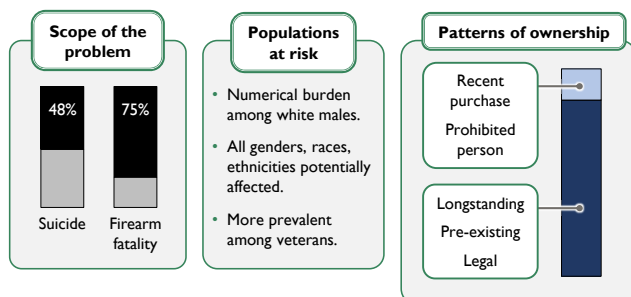 Scope of the
problem
48%
75%
Suicide
Firearm
fatality
Populations
at risk
• Numerical burden
among white males.
• All genders, races,
ethnicities potentially
affected.
• More prevalent
among veterans.
Patterns of ownership
Recent
purchase
Prohibited
person
Longstanding
Pre-existing
Legal